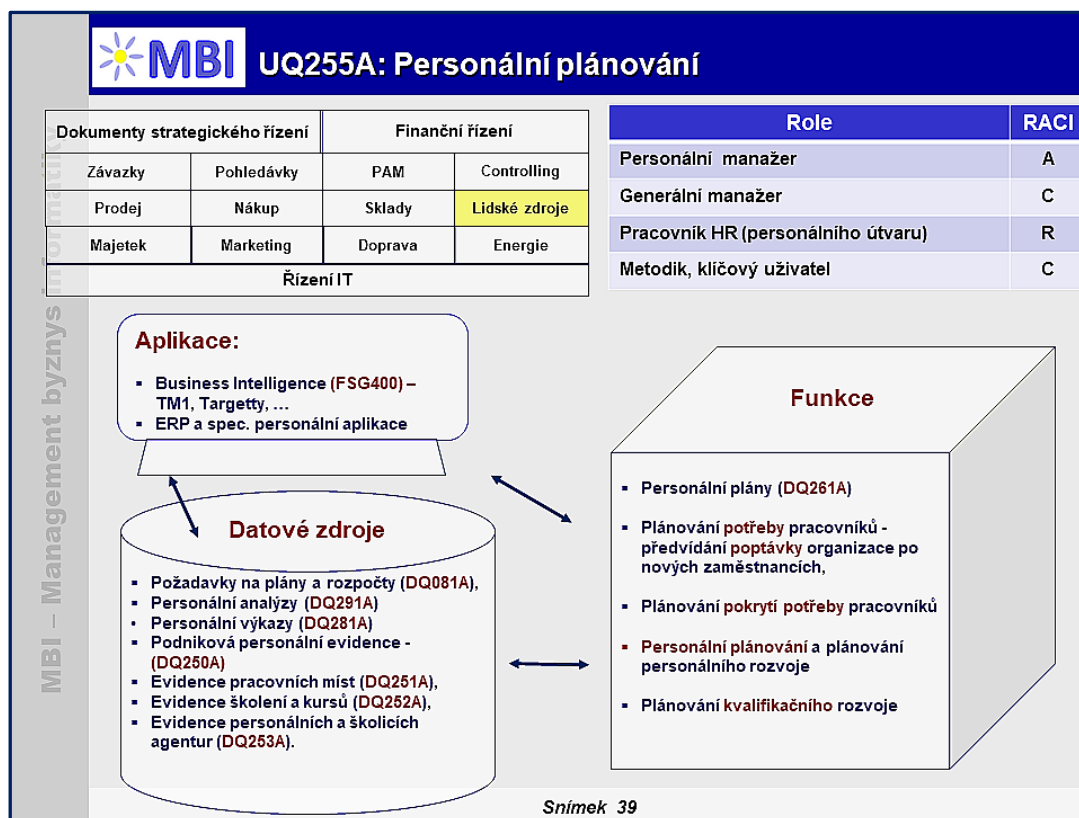 MBI
UQ255A: Personální plánování
MBI – Management byznys informatiky
Dokumenty strategického řízení
Finanční řízení
Závazky
Pohledávky
PAM
Controlling
Prodej
Nákup
Sklady
Lidské zdroje
Majetek
Marketing
Doprava
Energie
Řízení IT
Role
RACI
Personální manažer
A
Generální manažer
C
Pracovník HR (personálního útvaru)
R
Metodik, klíčový uživatel
C
Aplikace:
▪ Business Intelligence (FSG400) –
TM1, Targetty, …
▪ ERP a spec. personální aplikace
Datové zdroje
▪ Požadavky na plány a rozpočty (DQ081A),
▪ Personální analýzy (DQ291A)
▪ Personální výkazy (DQ281A)
▪ Podniková personální evidence -
(DQ250A)
▪ Evidence pracovních míst (DQ251A),
▪ Evidence školení a kursů (DQ252A),
▪ Evidence personálních a školicích
agentur (DQ253A).
Funkce
▪ Personální plány (DQ261A)
▪ Plánování potřeby pracovníků -
předvídání poptávky organizace po
nových zaměstnancích,
▪ Plánování pokrytí potřeby pracovníků
▪ Personální plánování a plánování
personálního rozvoje
▪ Plánování kvalifikačního rozvoje
Snímek 39